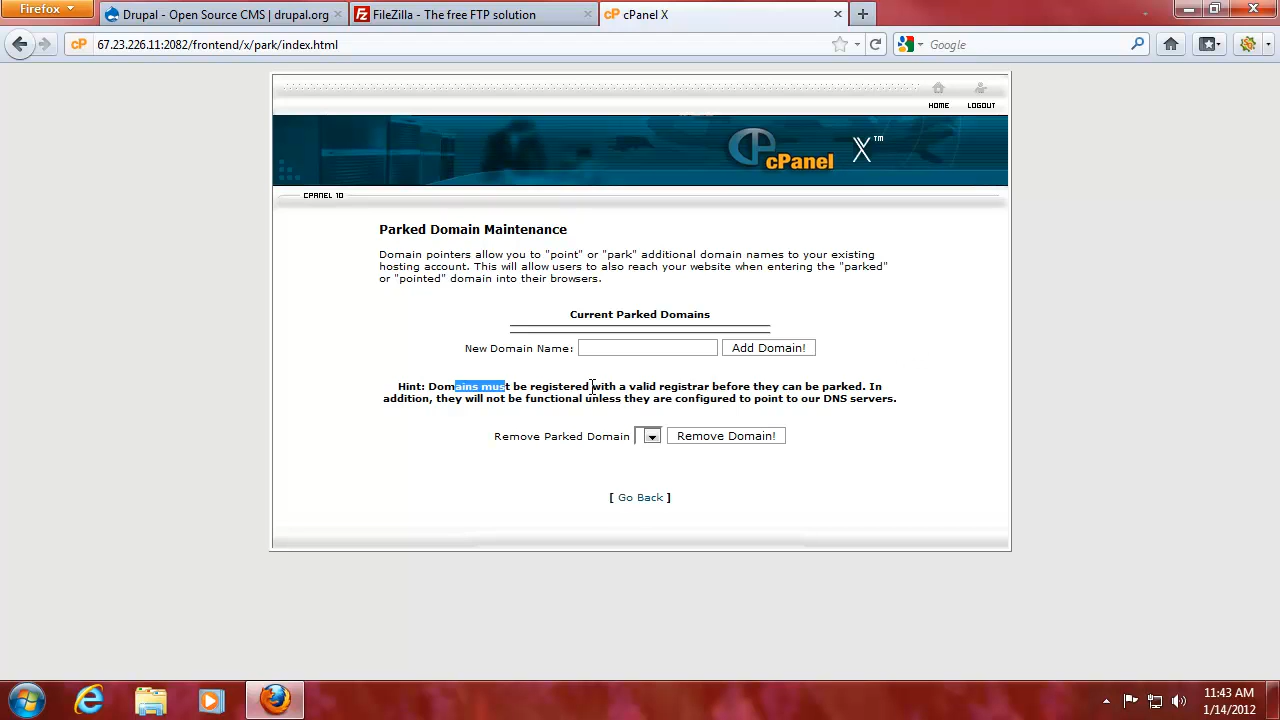 Firefox
Drupal - Open Source CMS | drupal.org
FileZilla - The free FTP solution
cP cPanel X
cP 67.23.226.11:2082/frontend/x/park/index.html
Google
HOME LOGOUT
cPanel X™
CPANEL 10
Parked Domain Maintenance
Domain pointers allow you to "point" or "park" additional domain names to your existing
hosting account. This will allow users to also reach your website when entering the "parked"
or "pointed" domain into their browsers.
Current Parked Domains
New Domain Name: Add Domain!
Hint: Domains must be registered with a valid registrar before they can be parked. In
addition, they will not be functional unless they are configured to point to our DNS servers.
Remove Parked Domain Remove Domain!
[ Go Back ]
11:43 AM
1/14/2012